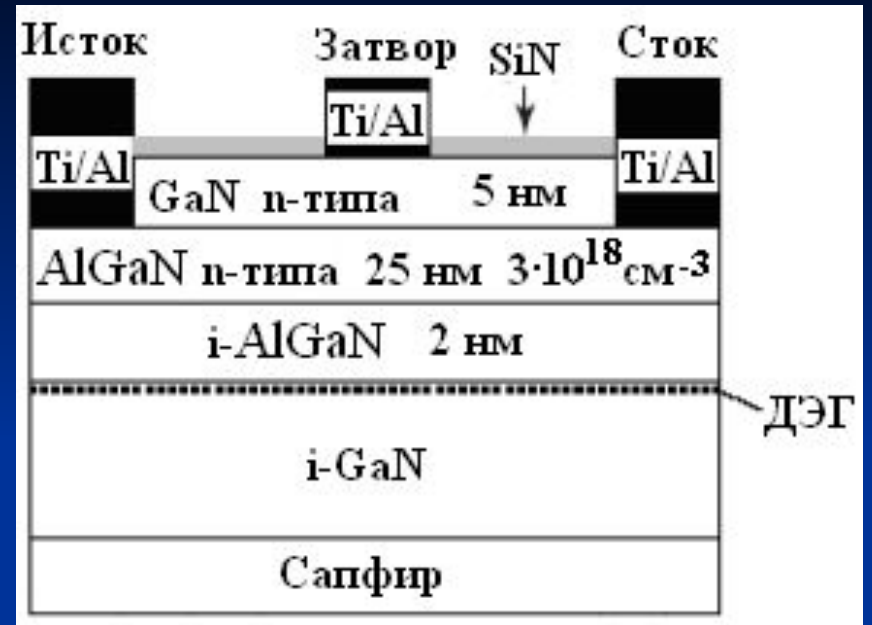 Исток Затвор SiN Сток
Ti/Al
Ti/Al Ti/Al
GaN n-типа 5 нм
AlGaN n-типа 25 нм 3·10¹⁸см-3
i-AlGaN 2 нм
ДЭГ
i-GaN
Сапфир